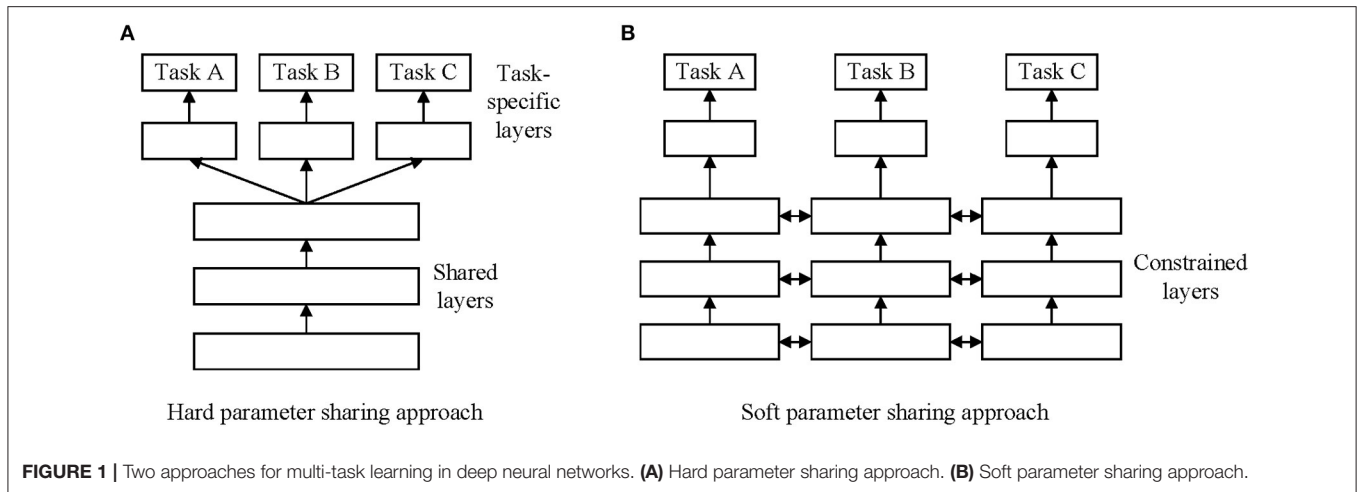 A
Task A Task B Task C
Task-
specific
layers
Shared
layers
Hard parameter sharing approach
B
Task A Task B Task C
Constrained
layers
Soft parameter sharing approach
FIGURE 1 | Two approaches for multi-task learning in deep neural networks. (A) Hard parameter sharing approach. (B) Soft parameter sharing approach.